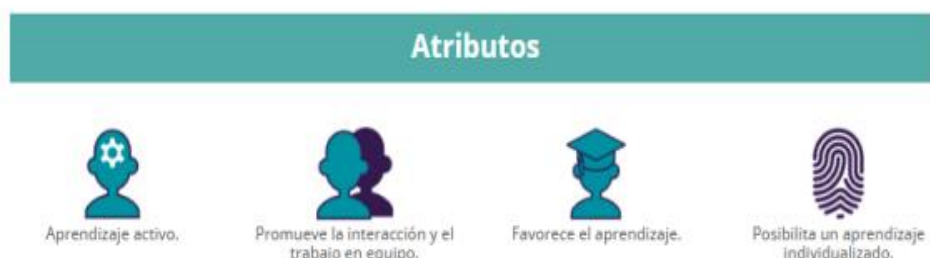 Atributos
Aprendizaje activo.
Promueve la interacción y el
trabajo en equipo.
Favorece el aprendizaje.
Posibilita un aprendizaje
individualizado.